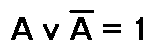 A v A̅ = 1